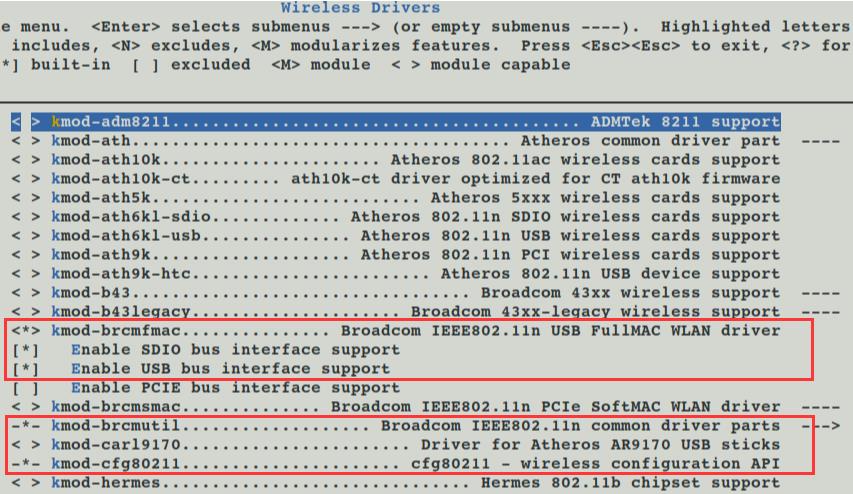 Wireless Drivers
e menu.  <Enter> selects submenus ---> (or empty submenus ----).  Highlighted letters
includes, <N> excludes, <M> modularizes features.  Press <Esc><Esc> to exit, <?> for
*] built-in  [ ] excluded  <M> module  < > module capable
< > kmod-adm8211......................................... ADMTek 8211 support
< > kmod-ath...................................... Atheros common driver part  ----
< > kmod-ath10k...................... Atheros 802.11ac wireless cards support
< > kmod-ath10k-ct......... ath10k-ct driver optimized for CT ath10k firmware
< > kmod-ath5k.......................... Atheros 5xxx wireless cards support
< > kmod-ath6kl-sdio............. Atheros 802.11n SDIO wireless cards support
< > kmod-ath6kl-usb............... Atheros 802.11n USB wireless cards support
< > kmod-ath9k.................... Atheros 802.11n PCI wireless cards support
< > kmod-ath9k-htc........................ Atheros 802.11n USB device support
< > kmod-b43.................................. Broadcom 43xx wireless support  ----
< > kmod-b43legacy..................... Broadcom 43xx-legacy wireless support  ----
<*> kmod-brcmfmac............... Broadcom IEEE802.11n USB FullMAC WLAN driver
[*]   Enable SDIO bus interface support
[*]   Enable USB bus interface support
[ ]   Enable PCIE bus interface support
< > kmod-brcmsmac.............. Broadcom IEEE802.11n PCIe SoftMAC WLAN driver  ----
-*- kmod-brcmutil.................... Broadcom IEEE802.11n common driver parts  --->
< > kmod-carl9170........................ Driver for Atheros AR9170 USB sticks
-*- kmod-cfg80211....................... cfg80211 - wireless configuration API
< > kmod-hermes............................... Hermes 802.11b chipset support